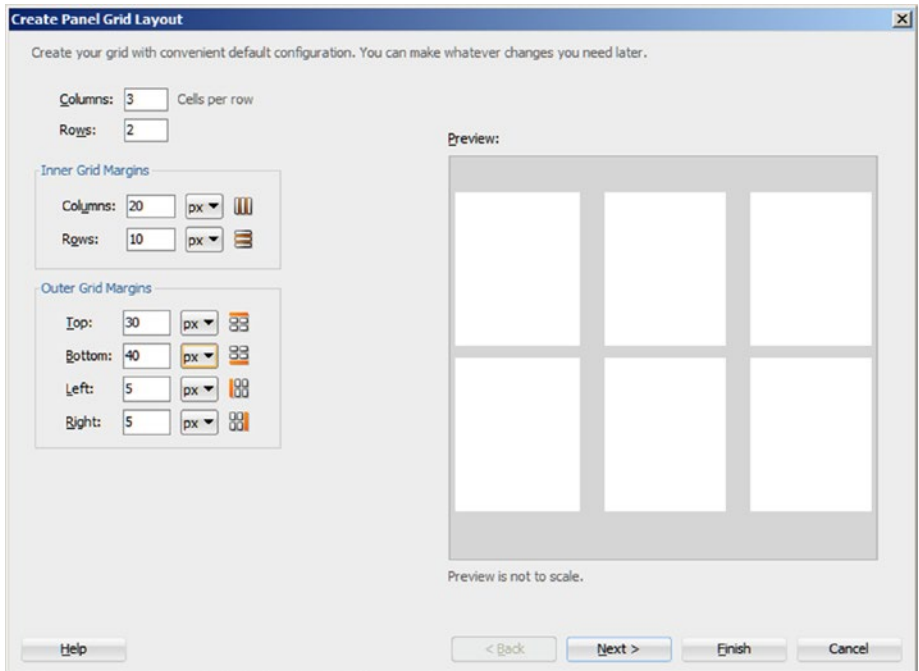 Create Panel Grid Layout
Create your grid with convenient default configuration. You can make whatever changes you need later.
Columns: 3 Cells per row
Rows: 2
Preview:
Inner Grid Margins
Columns: 20 px
Rows: 10 px
Outer Grid Margins
Top: 30 px
Bottom: 40 px
Left: 5 px
Right: 5 px
Preview is not to scale.
Help < Back Next > Finish Cancel